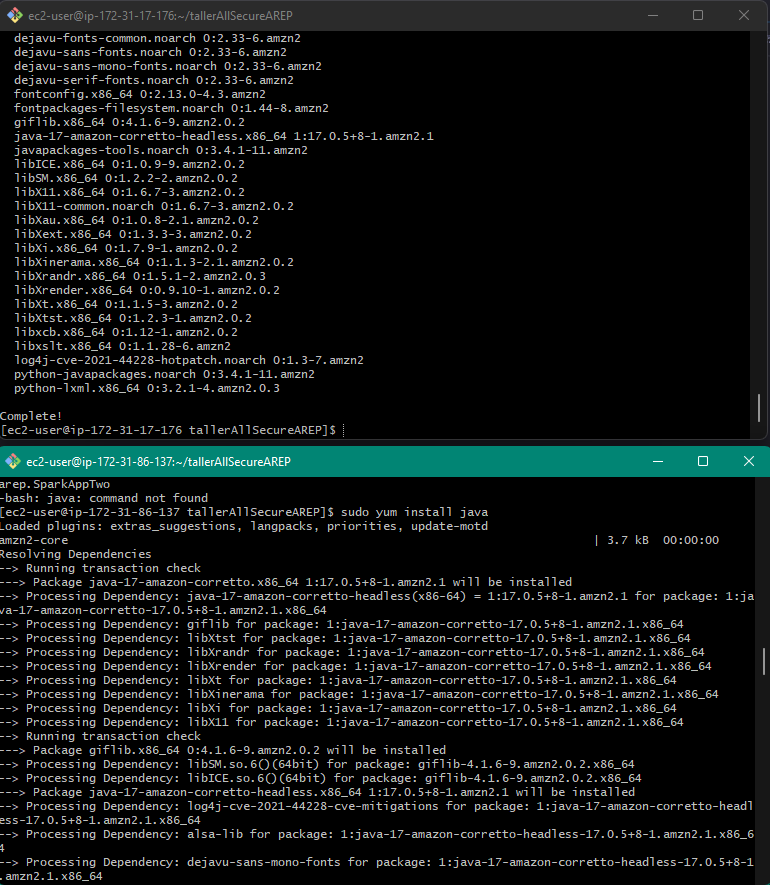 ec2-user@ip-172-31-17-176:~/tallerAllSecureAREP
dejavu-fonts-common.noarch 0:2.33-6.amzn2
dejavu-sans-fonts.noarch 0:2.33-6.amzn2
dejavu-sans-mono-fonts.noarch 0:2.33-6.amzn2
dejavu-serif-fonts.noarch 0:2.33-6.amzn2
fontconfig.x86_64 0:2.13.0-4.3.amzn2
fontpackages-filesystem.noarch 0:1.44-8.amzn2
giflib.x86_64 0:4.1.6-9.amzn2.0.2
java-17-amazon-corretto-headless.x86_64 1:17.0.5+8-1.amzn2.1
javapackages-tools.noarch 0:3.4.1-11.amzn2
libICE.x86_64 0:1.0.9-9.amzn2.0.2
libSM.x86_64 0:1.2.2-2.amzn2.0.2
libX11.x86_64 0:1.6.7-3.amzn2.0.2
libX11-common.noarch 0:1.6.7-3.amzn2.0.2
libXau.x86_64 0:1.0.8-2.1.amzn2.0.2
libXext.x86_64 0:1.3.3-3.amzn2.0.2
libXi.x86_64 0:1.7.9-1.amzn2.0.2
libXinerama.x86_64 0:1.1.3-2.1.amzn2.0.2
libXrandr.x86_64 0:1.5.1-2.amzn2.0.3
libXrender.x86_64 0:0.9.10-1.amzn2.0.2
libXt.x86_64 0:1.1.5-3.amzn2.0.2
libXtst.x86_64 0:1.2.3-1.amzn2.0.2
libxcb.x86_64 0:1.12-1.amzn2.0.2
libxslt.x86_64 0:1.1.28-6.amzn2
log4j-cve-2021-44228-hotpatch.noarch 0:1.3-7.amzn2
python-javapackages.noarch 0:3.4.1-11.amzn2
python-lxml.x86_64 0:3.2.1-4.amzn2.0.3
Complete!
[ec2-user@ip-172-31-17-176 tallerAllSecureAREP]$
ec2-user@ip-172-31-86-137:~/tallerAllSecureAREP
arep.SparkAppTwo
-bash: java: command not found
[ec2-user@ip-172-31-86-137 tallerAllSecureAREP]$ sudo yum install java
Loaded plugins: extras_suggestions, langpacks, priorities, update-motd
amzn2-core | 3.7 kB 00:00:00
Resolving Dependencies
--> Running transaction check
---> Package java-17-amazon-corretto.x86_64 1:17.0.5+8-1.amzn2.1 will be installed
--> Processing Dependency: java-17-amazon-corretto-headless(x86-64) = 1:17.0.5+8-1.amzn2.1 for package: 1:ja
va-17-amazon-corretto-17.0.5+8-1.amzn2.1.x86_64
--> Processing Dependency: giflib for package: 1:java-17-amazon-corretto-17.0.5+8-1.amzn2.1.x86_64
--> Processing Dependency: libXtst for package: 1:java-17-amazon-corretto-17.0.5+8-1.amzn2.1.x86_64
--> Processing Dependency: libXrandr for package: 1:java-17-amazon-corretto-17.0.5+8-1.amzn2.1.x86_64
--> Processing Dependency: libXrender for package: 1:java-17-amazon-corretto-17.0.5+8-1.amzn2.1.x86_64
--> Processing Dependency: libXt for package: 1:java-17-amazon-corretto-17.0.5+8-1.amzn2.1.x86_64
--> Processing Dependency: libXinerama for package: 1:java-17-amazon-corretto-17.0.5+8-1.amzn2.1.x86_64
--> Processing Dependency: libXi for package: 1:java-17-amazon-corretto-17.0.5+8-1.amzn2.1.x86_64
--> Processing Dependency: libX11 for package: 1:java-17-amazon-corretto-17.0.5+8-1.amzn2.1.x86_64
--> Running transaction check
---> Package giflib.x86_64 0:4.1.6-9.amzn2.0.2 will be installed
--> Processing Dependency: libSM.so.6()(64bit) for package: giflib-4.1.6-9.amzn2.0.2.x86_64
--> Processing Dependency: libICE.so.6()(64bit) for package: giflib-4.1.6-9.amzn2.0.2.x86_64
---> Package java-17-amazon-corretto-headless.x86_64 1:17.0.5+8-1.amzn2.1 will be installed
--> Processing Dependency: log4j-cve-2021-44228-cve-mitigations for package: 1:java-17-amazon-corretto-headl
ess-17.0.5+8-1.amzn2.1.x86_64
--> Processing Dependency: alsa-lib for package: 1:java-17-amazon-corretto-headless-17.0.5+8-1.amzn2.1.x86_6
4
--> Processing Dependency: dejavu-sans-mono-fonts for package: 1:java-17-amazon-corretto-headless-17.0.5+8-1
.amzn2.1.x86_64